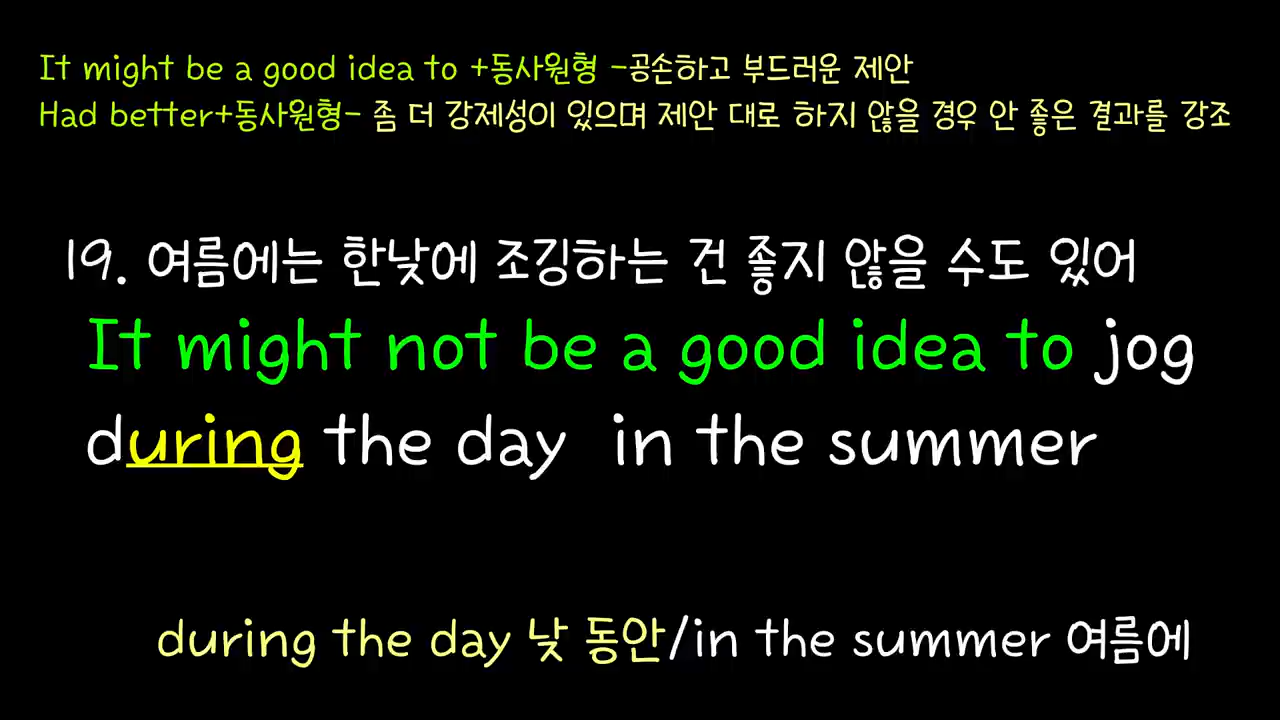 It might be a good idea to +동사원형 -공손하고 부드러운 제안
Had better+동사원형- 좀 더 강제성이 있으며 제안 대로 하지 않을 경우 안 좋은 결과를 강조
19. 여름에는 한낮에 조깅하는 건 좋지 않을 수도 있어
It might not be a good idea to jog
during the day in the summer
during the day 낮 동안/in the summer 여름에